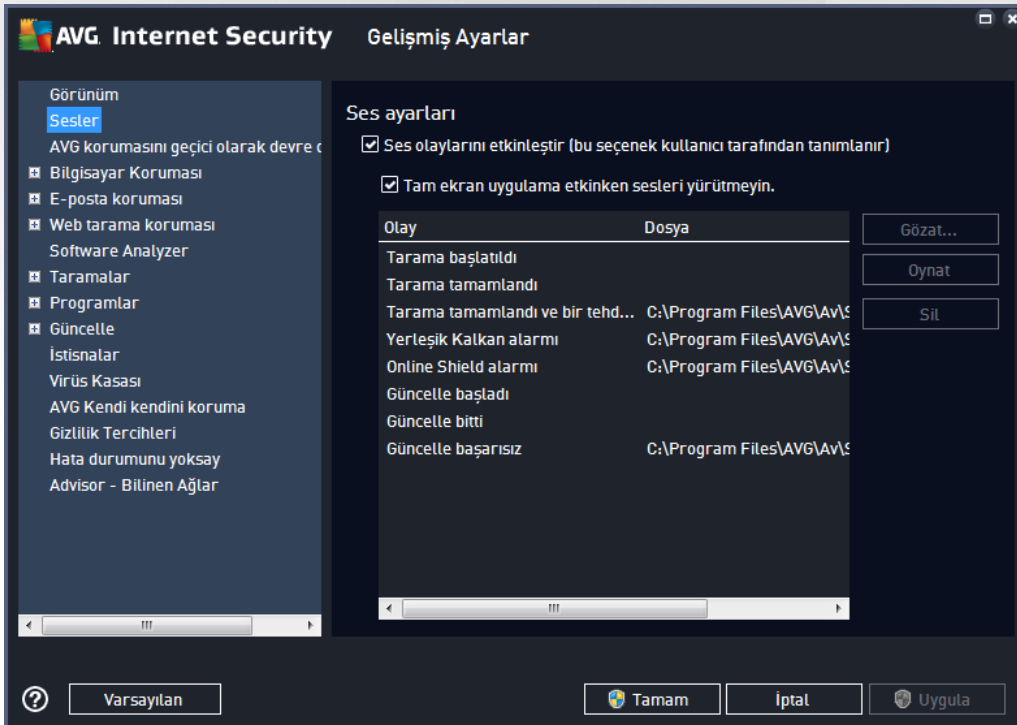 AVG. Internet Security Gelişmiş Ayarlar
Görünüm
Sesler
AVG korumasını geçici olarak devre
Bilgisayar Koruması
E-posta koruması
Web tarama koruması
Software Analyzer
Taramalar
Programlar
Güncelle
İstisnalar
Virüs Kasası
AVG Kendi kendini koruma
Gizlilik Tercihleri
Hata durumunu yoksay
Advisor - Bilinen Ağlar
Ses ayarları
Ses olaylarını etkinleştir (bu seçenek kullanıcı tarafından tanımlanır)
Tam ekran uygulama etkinken sesleri yürütmeyin.
Olay Dosya
Tarama başlatıldı
Tarama tamamlandı
Tarama tamamlandı ve bir tehd... C:\Program Files\AVG\Av\S
Yerleşik Kalkan alarmı C:\Program Files\AVG\Av\S
Online Shield alarmı C:\Program Files\AVG\Av\S
Güncelle başladı
Güncelle bitti
Güncelle başarısız C:\Program Files\AVG\Av\S
Gözat...
Oynat
Sil
Varsayılan
Tamam
İptal
Uygula